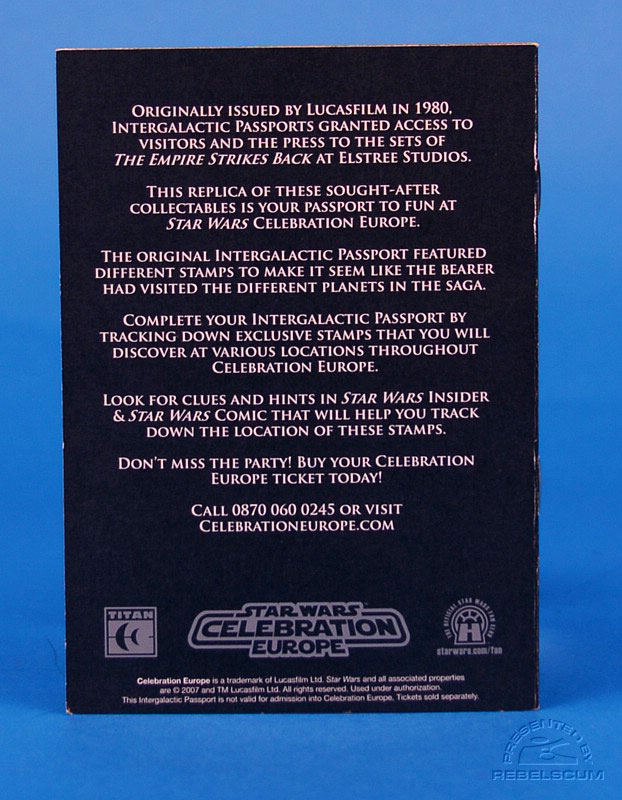 ORIGINALLY ISSUED BY LUCASFILM IN 1980,
INTERGALACTIC PASSPORTS GRANTED ACCESS TO
VISITORS AND THE PRESS TO THE SETS OF
THE EMPIRE STRIKES BACK AT ELSTREE STUDIOS.
THIS REPLICA OF THESE SOUGHT-AFTER
COLLECTABLES IS YOUR PASSPORT TO FUN AT
STAR WARS CELEBRATION EUROPE.
THE ORIGINAL INTERGALACTIC PASSPORT FEATURED
DIFFERENT STAMPS TO MAKE IT SEEM LIKE THE BEARER
HAD VISITED THE DIFFERENT PLANETS IN THE SAGA.
COMPLETE YOUR INTERGALACTIC PASSPORT BY
TRACKING DOWN EXCLUSIVE STAMPS THAT YOU WILL
DISCOVER AT VARIOUS LOCATIONS THROUGHOUT
CELEBRATION EUROPE.
LOOK FOR CLUES AND HINTS IN STAR WARS INSIDER
& STAR WARS COMIC THAT WILL HELP YOU TRACK
DOWN THE LOCATION OF THESE STAMPS.
DON'T MISS THE PARTY! BUY YOUR CELEBRATION
EUROPE TICKET TODAY!
CALL 0870 060 0245 OR VISIT
CELEBRATIONEUROPE.COM
TITAN
STAR WARS
CELEBRATION
EUROPE
THE OFFICIAL STAR WARS FAN CLUB
starwars.com/fan
Celebration Europe is a trademark of Lucasfilm Ltd. Star Wars and all associated properties
are © 2007 and TM Lucasfilm Ltd. All rights reserved. Used under authorization.
This Intergalactic Passport is not valid for admission into Celebration Europe. Tickets sold separately.
PRESENTED BY
REBELSCUM